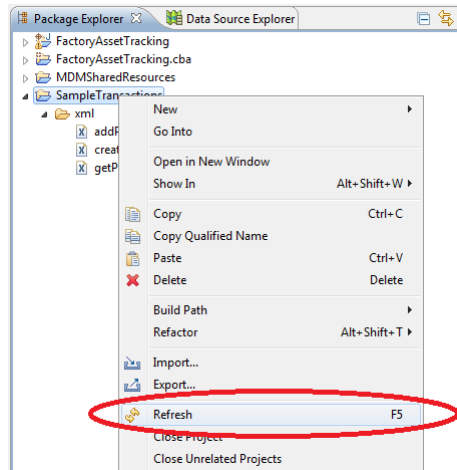 Package Explorer Data Source Explorer
FactoryAssetTracking
FactoryAssetTracking.cba
MDMSharedResources
SampleTransactions
xml
New
Go Into
Open in New Window
Show In Alt+Shift+W
Copy Ctrl+C
Copy Qualified Name
Paste Ctrl+V
Delete Delete
Build Path
Refactor Alt+Shift+T
Import...
Export...
Refresh F5
Close Project
Close Unrelated Projects